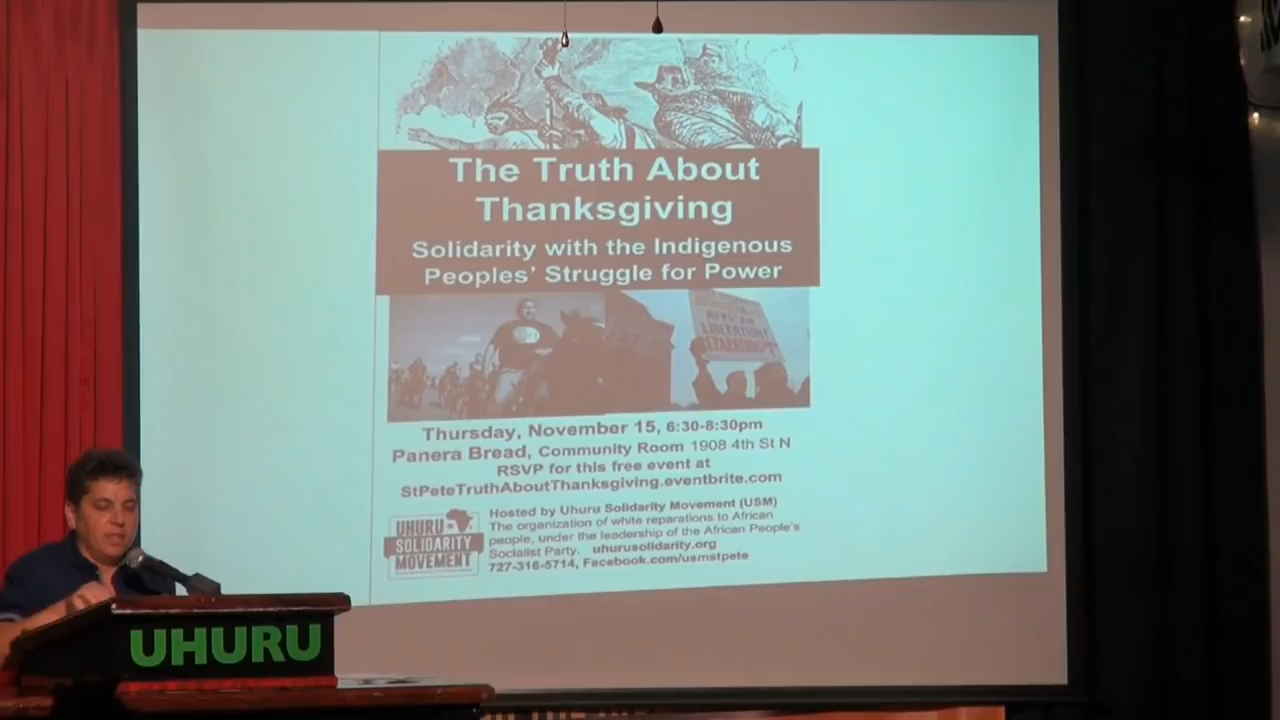 The Truth About
Thanksgiving
Solidarity with the Indigenous
Peoples' Struggle for Power
AFRICAN
LIBERATION!
Thursday, November 15, 6:30-8:30pm
Panera Bread, Community Room 1908 4th St N
RSVP for this free event at
StPeteTruthAboutThanksgiving.eventbrite.com
Hosted by Uhuru Solidarity Movement (USM)
The organization of white reparations to African
people, under the leadership of the African People's
Socialist Party. uhurusolidarity.org
727-316-5714, Facebook.com/usmstpete
UHURU
SOLIDARITY
MOVEMENT
UHURU